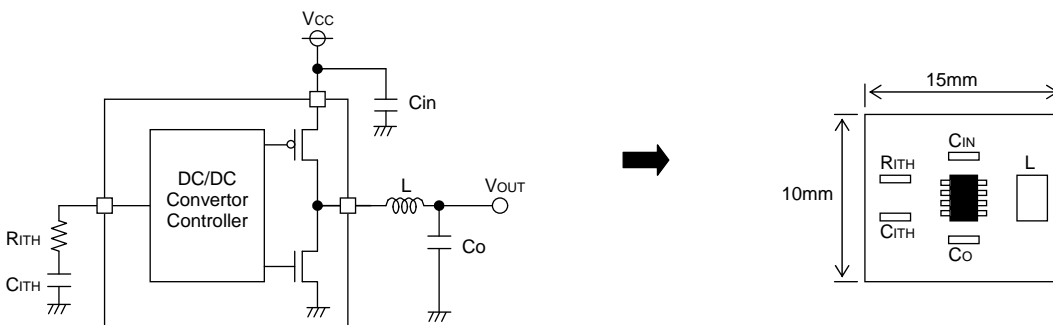 VCC
Cin
DC/DC
Convertor
Controller
L
VOUT
RITH
Co
CITH
15mm
CIN
RITH
L
10mm
CITH
CO